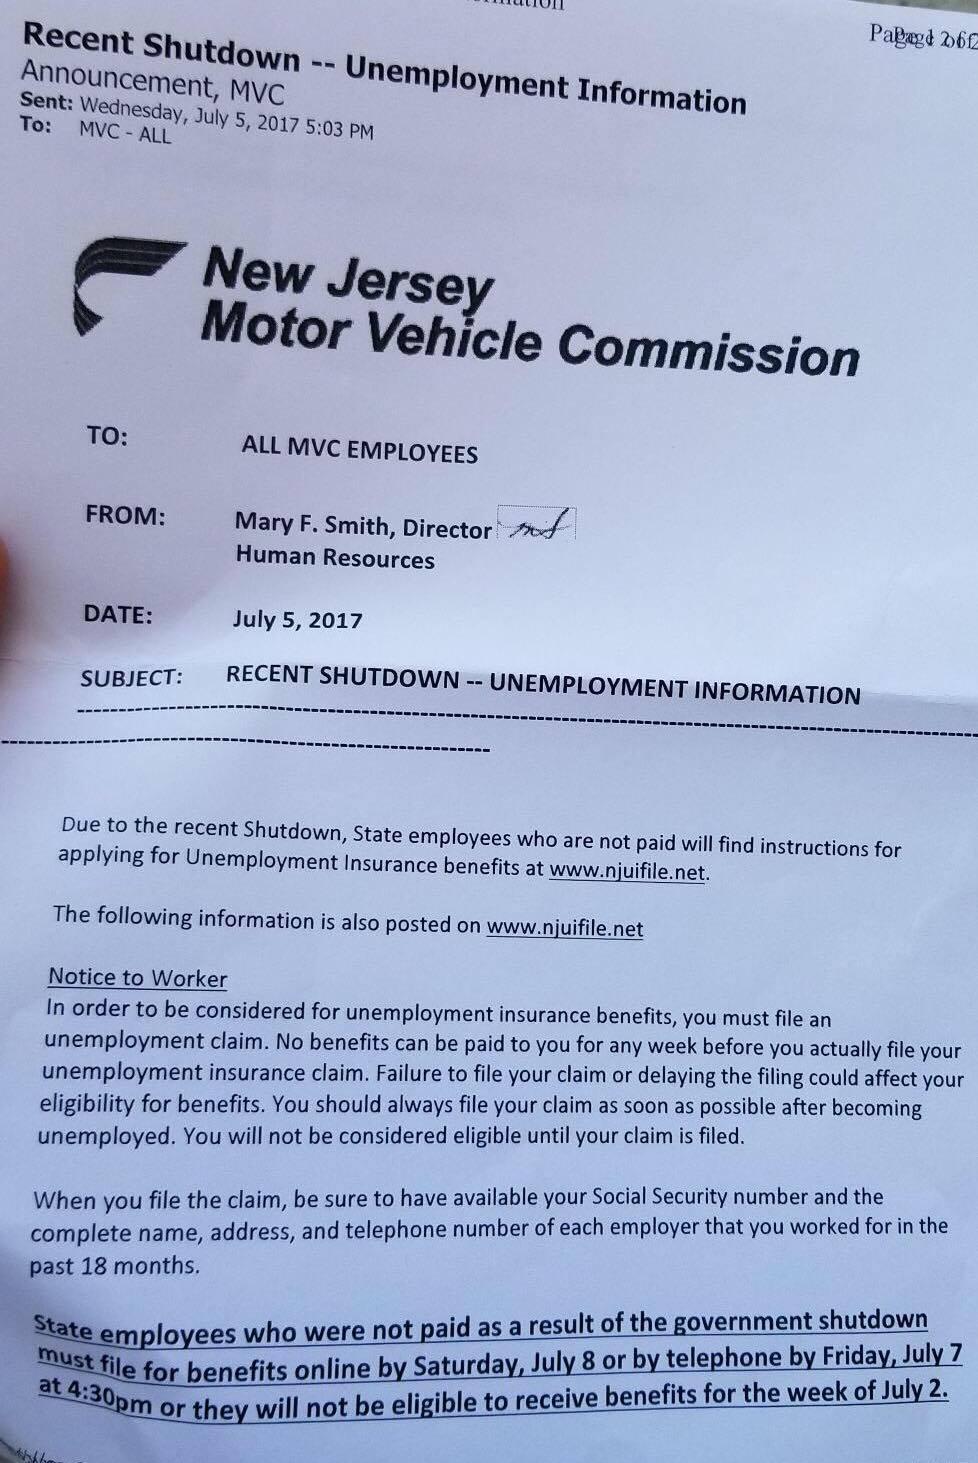 Recent Shutdown -- Unemployment Information
Announcement, MVC
Sent: Wednesday, July 5, 2017 5:03 PM
To: MVC - ALL
New Jersey
Motor Vehicle Commission
TO: ALL MVC EMPLOYEES
FROM: Mary F. Smith, Director
Human Resources
DATE: July 5, 2017
SUBJECT: RECENT SHUTDOWN -- UNEMPLOYMENT INFORMATION
Due to the recent Shutdown, State employees who are not paid will find instructions for
applying for Unemployment Insurance benefits at www.njuifile.net.
The following information is also posted on www.njuifile.net
Notice to Worker
In order to be considered for unemployment insurance benefits, you must file an
unemployment claim. No benefits can be paid to you for any week before you actually file your
unemployment insurance claim. Failure to file your claim or delaying the filing could affect your
eligibility for benefits. You should always file your claim as soon as possible after becoming
unemployed. You will not be considered eligible until your claim is filed.
When you file the claim, be sure to have available your Social Security number and the
complete name, address, and telephone number of each employer that you worked for in the
past 18 months.
State employees who were not paid as a result of the government shutdown
must file for benefits online by Saturday, July 8 or by telephone by Friday, July 7
at 4:30pm or they will not be eligible to receive benefits for the week of July 2.